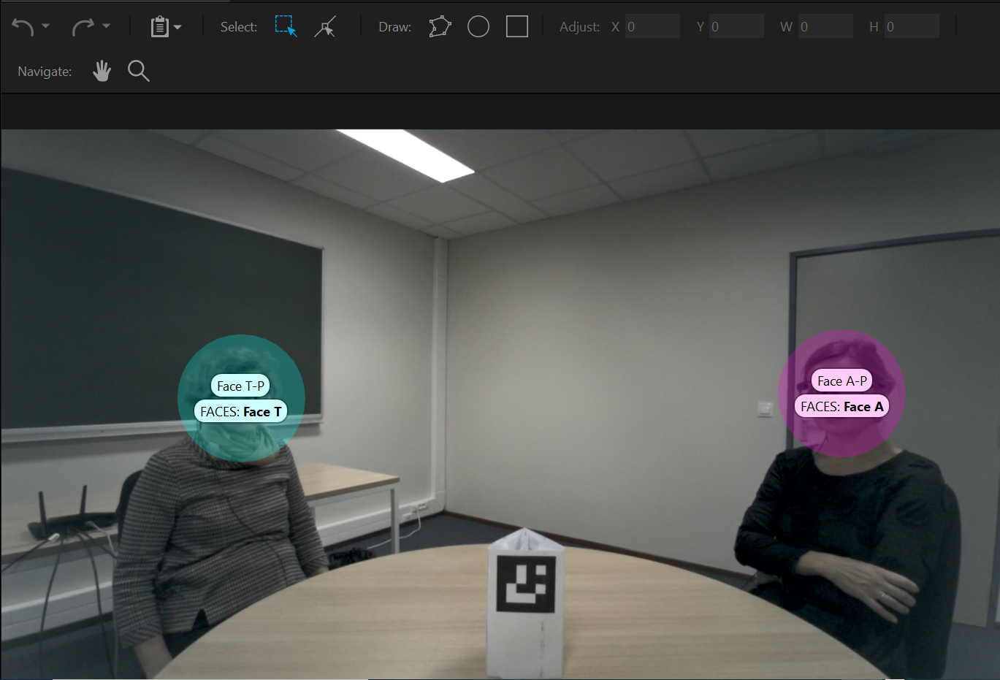 Select: Draw: Adjust: X 0 Y 0 W 0 H 0
Navigate:
Face T-P
FACES: Face T
Face A-P
FACES: Face A